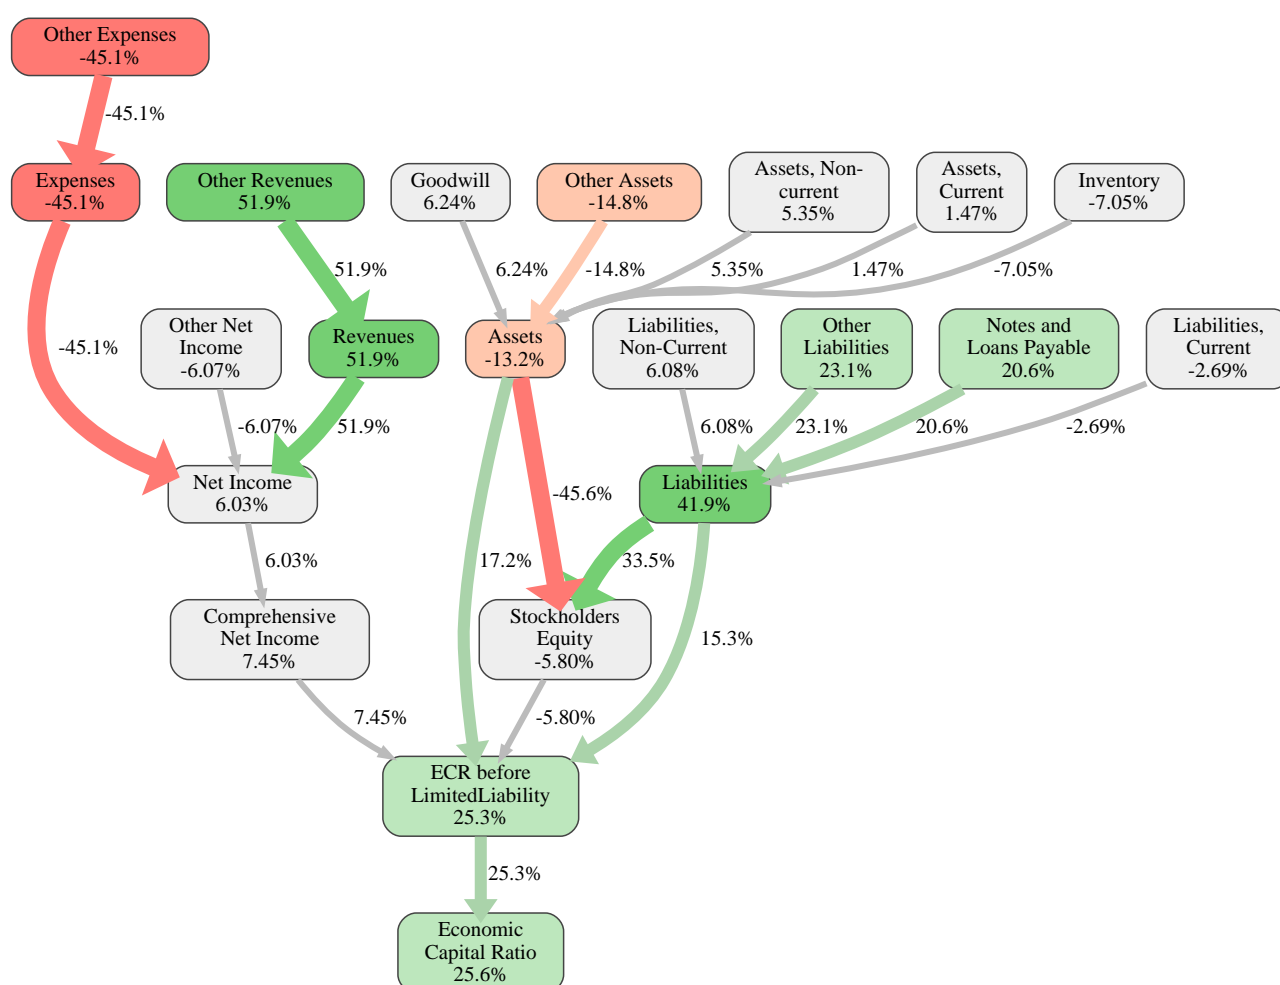 Other Expenses
-45.1%
-45.1%
Expenses
-45.1%
Other Revenues
51.9%
Goodwill
6.24%
Other Assets
-14.8%
Assets, Non-
current
5.35%
Assets,
Current
1.47%
Inventory
-7.05%
51.9%
6.24%
-14.8%
5.35%
1.47%
-7.05%
-45.1%
Other Net
Income
-6.07%
Revenues
51.9%
Assets
-13.2%
Liabilities,
Non-Current
6.08%
Other
Liabilities
23.1%
Notes and
Loans Payable
20.6%
Liabilities,
Current
-2.69%
-6.07%
51.9%
6.08%
23.1%
20.6%
-2.69%
Net Income
6.03%
-45.6%
Liabilities
41.9%
6.03%
17.2%
33.5%
Comprehensive
Net Income
7.45%
Stockholders
Equity
-5.80%
15.3%
7.45%
-5.80%
ECR before
LimitedLiability
25.3%
25.3%
Economic
Capital Ratio
25.6%